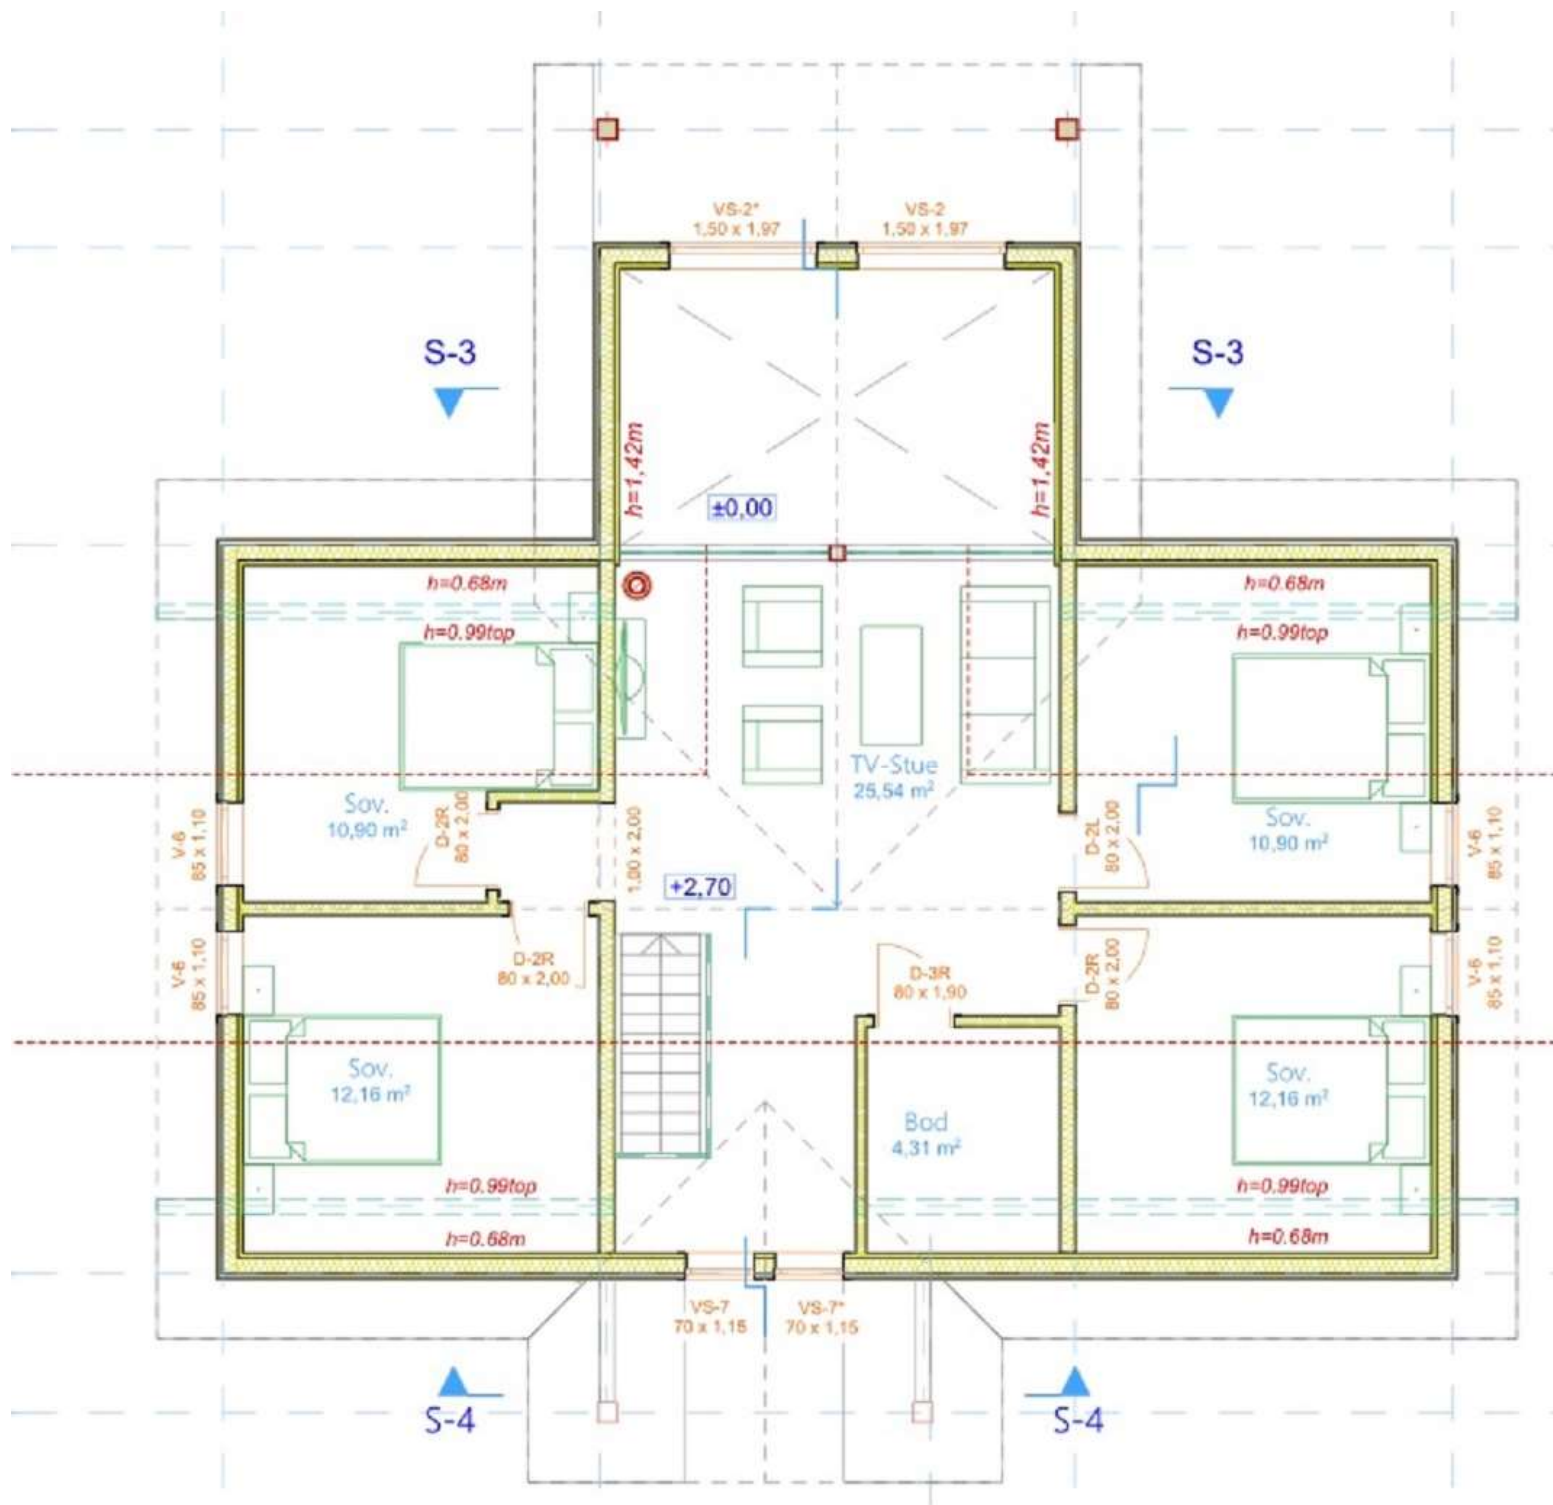 VS-2*
1,50 x 1,97
VS-2
1,50 x 1,97
S-3
S-3
h=1,42m
h=1,42m
±0,00
h=0.68m
h=0.99top
h=0.68m
h=0.99top
TV-Stue
25,54 m²
Sov.
10,90 m²
D-2R
80 x 2,00
1,00 x 2,00
D-2L
80 x 2,00
Sov.
10,90 m²
V-6
85 x 1,10
V-6
85 x 1,10
+2,70
V-6
85 x 1,10
D-2R
80 x 2,00
D-3R
80 x 1,90
D-2R
80 x 2,00
V-6
85 x 1,10
Sov.
12,16 m²
Bod
4,31 m²
Sov.
12,16 m²
h=0.99top
h=0.68m
h=0.99top
h=0.68m
VS-7
70 x 1,15
VS-7*
70 x 1,15
S-4
S-4